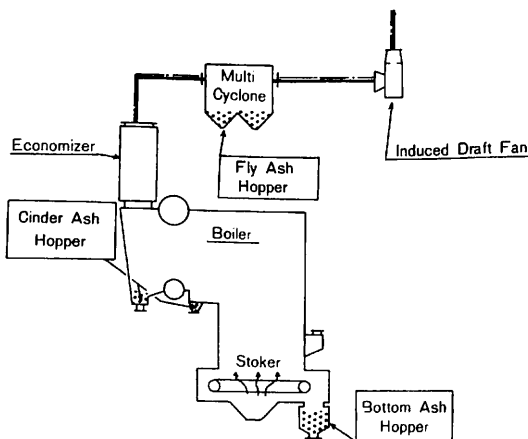 Multi
Cyclone
Economizer
Induced Draft Fan
Fly Ash
Hopper
Cinder Ash
Hopper
Boiler
Stoker
Bottom Ash
Hopper